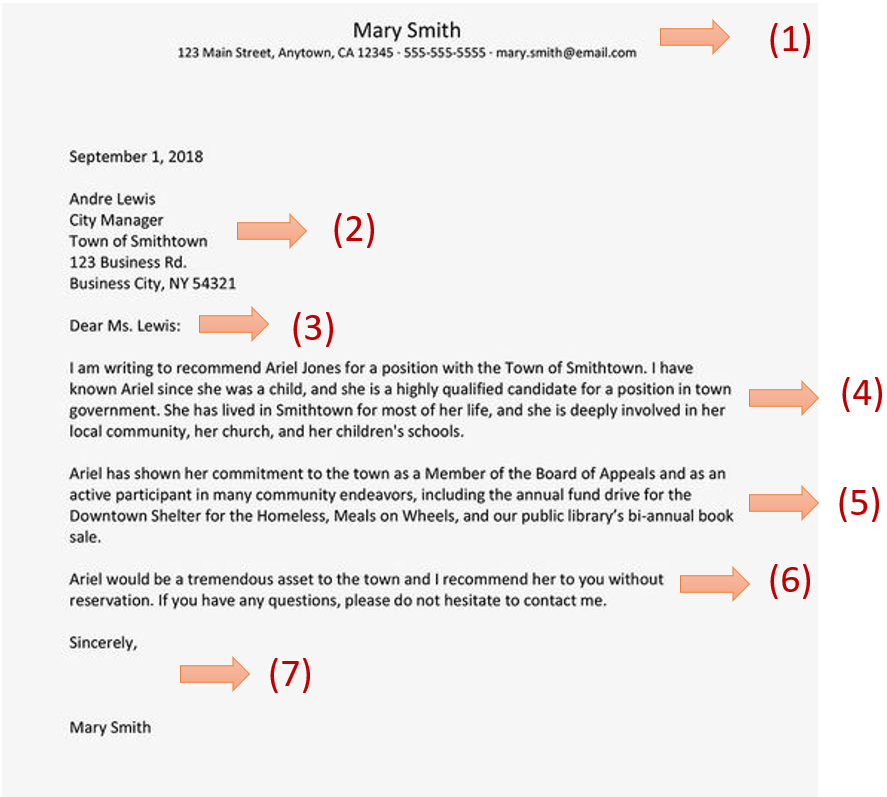 Mary Smith
(1)
123 Main Street, Anytown, CA 12345 · 555-555-5555 · mary.smith@email.com
September 1, 2018
Andre Lewis
City Manager
(2)
Town of Smithtown
123 Business Rd.
Business City, NY 54321
Dear Ms. Lewis:
(3)
I am writing to recommend Ariel Jones for a position with the Town of Smithtown. I have
known Ariel since she was a child, and she is a highly qualified candidate for a position in town
(4)
government. She has lived in Smithtown for most of her life, and she is deeply involved in her
local community, her church, and her children's schools.
Ariel has shown her commitment to the town as a Member of the Board of Appeals and as an
active participant in many community endeavors, including the annual fund drive for the
(5)
Downtown Shelter for the Homeless, Meals on Wheels, and our public library’s bi-annual book
sale.
Ariel would be a tremendous asset to the town and I recommend her to you without
(6)
reservation. If you have any questions, please do not hesitate to contact me.
Sincerely,
(7)
Mary Smith